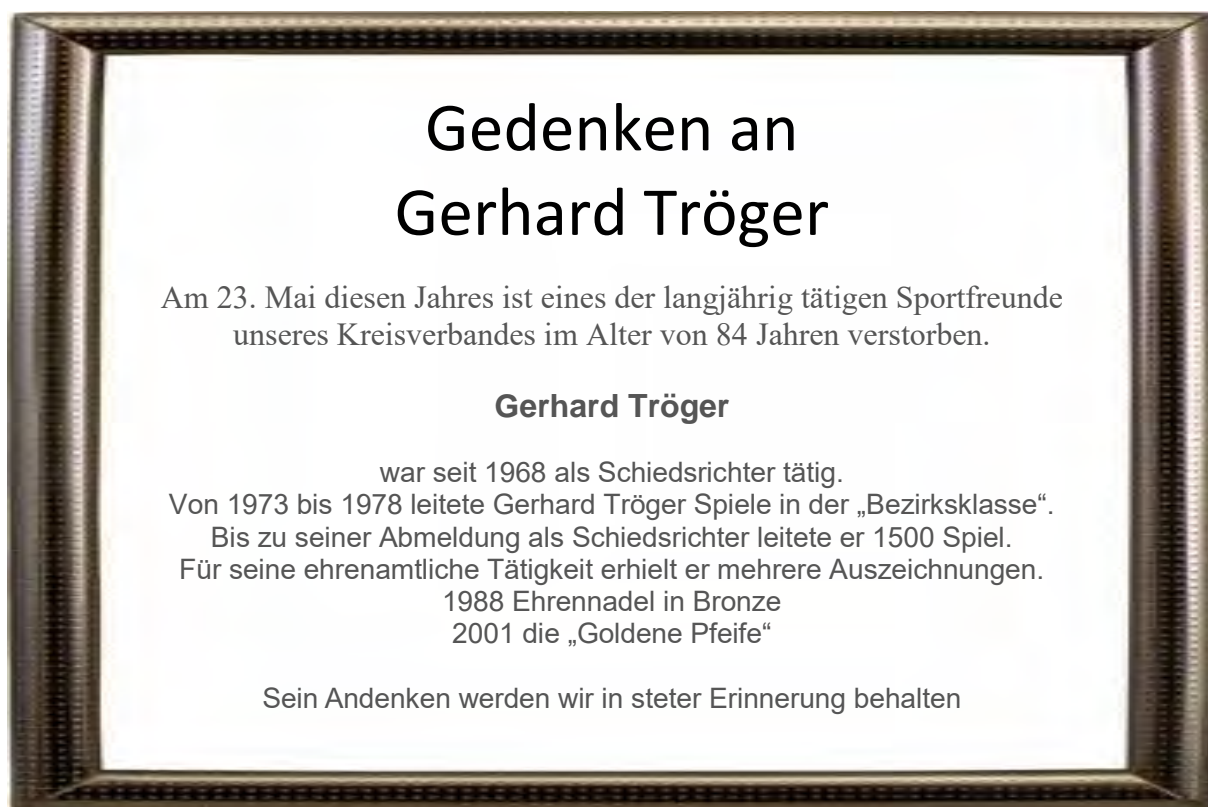 Gedenken an
Gerhard Tröger
Am 23. Mai diesen Jahres ist eines der langjährig tätigen Sportfreunde
unseres Kreisverbandes im Alter von 84 Jahren verstorben.
Gerhard Tröger
war seit 1968 als Schiedsrichter tätig.
Von 1973 bis 1978 leitete Gerhard Tröger Spiele in der „Bezirksklasse“.
Bis zu seiner Abmeldung als Schiedsrichter leitete er 1500 Spiel.
Für seine ehrenamtliche Tätigkeit erhielt er mehrere Auszeichnungen.
1988 Ehrennadel in Bronze
2001 die „Goldene Pfeife“
Sein Andenken werden wir in steter Erinnerung behalten